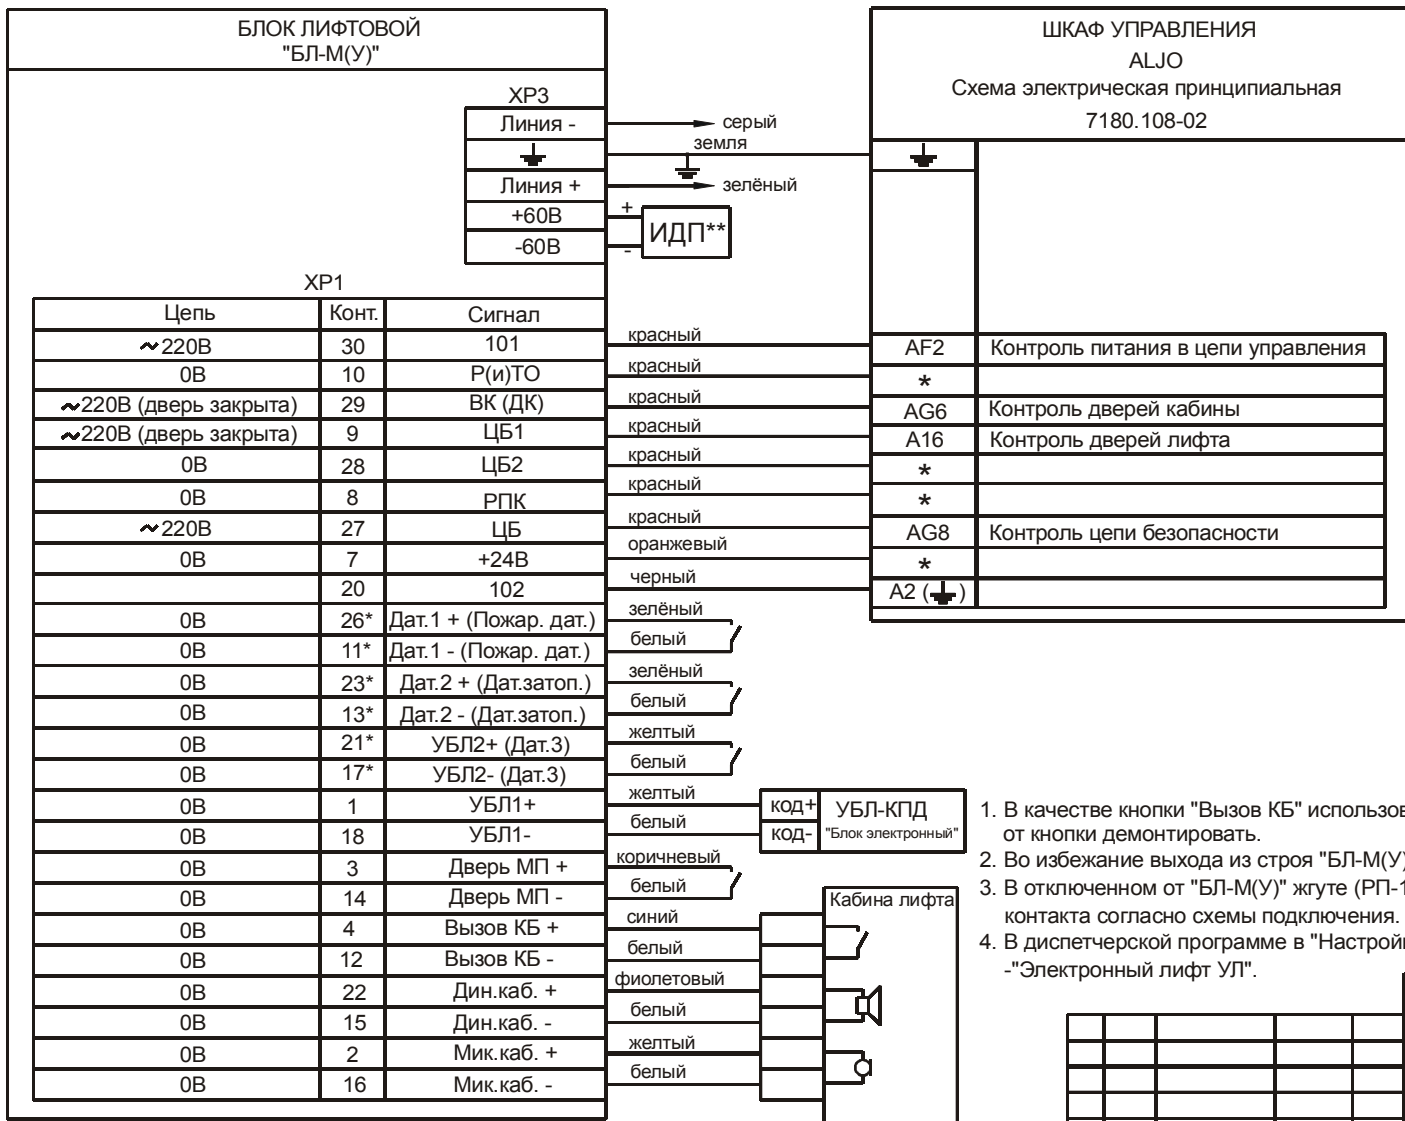 БЛОК ЛИФТОВОЙ
"БЛ-М(У)"
ШКАФ УПРАВЛЕНИЯ
ALJO
Схема электрическая принципиальная
7180.108-02
XP3
Линия - серый
земля
Линия + зелёный
+60В +
-60В -
ИДП**
XP1
Цепь Конт. Сигнал
~220В 30 101 красный AF2 Контроль питания в цепи управления
0В 10 Р(и)ТО красный *
~220В (дверь закрыта) 29 ВК (ДК) красный AG6 Контроль дверей кабины
~220В (дверь закрыта) 9 ЦБ1 красный A16 Контроль дверей лифта
0В 28 ЦБ2 красный *
0В 8 РПК красный *
~220В 27 ЦБ красный AG8 Контроль цепи безопасности
0В 7 +24В оранжевый *
20 102 черный A2 (⏚)
0В 26* Дат.1 + (Пожар. дат.) зелёный
0В 11* Дат.1 - (Пожар. дат.) белый
0В 23* Дат.2 + (Дат.затоп.) зелёный
0В 13* Дат.2 - (Дат.затоп.) белый
0В 21* УБЛ2+ (Дат.3) желтый
0В 17* УБЛ2- (Дат.3) белый
0В 1 УБЛ1+ желтый код+ УБЛ-КПД
0В 18 УБЛ1- белый код- "Блок электронный"
0В 3 Дверь МП + коричневый
0В 14 Дверь МП - белый
Кабина лифта
0В 4 Вызов КБ + синий
0В 12 Вызов КБ - белый
0В 22 Дин.каб. + фиолетовый
0В 15 Дин.каб. - белый
0В 2 Мик.каб. + желтый
0В 16 Мик.каб. - белый
1. В качестве кнопки "Вызов КБ" использов
от кнопки демонтировать.
2. Во избежание выхода из строя "БЛ-М(У)
3. В отключенном от "БЛ-М(У)" жгуте (РП-1
контакта согласно схемы подключения.
4. В диспетчерской программе в "Настройк
-"Электронный лифт УЛ".